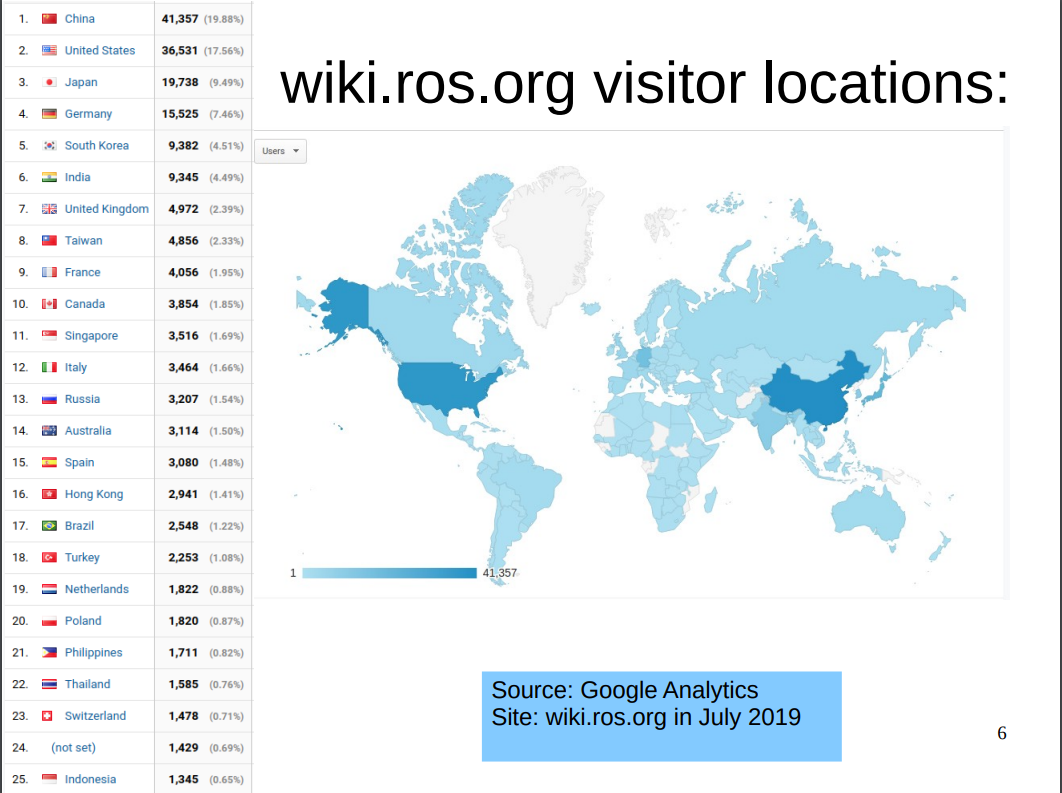 wiki.ros.org visitor locations:
1. China 41,357 (19.88%)
2. United States 36,531 (17.56%)
3. Japan 19,738 (9.49%)
4. Germany 15,525 (7.46%)
5. South Korea 9,382 (4.51%)
6. India 9,345 (4.49%)
7. United Kingdom 4,972 (2.39%)
8. Taiwan 4,856 (2.33%)
9. France 4,056 (1.95%)
10. Canada 3,854 (1.85%)
11. Singapore 3,516 (1.69%)
12. Italy 3,464 (1.66%)
13. Russia 3,207 (1.54%)
14. Australia 3,114 (1.50%)
15. Spain 3,080 (1.48%)
16. Hong Kong 2,941 (1.41%)
17. Brazil 2,548 (1.22%)
18. Turkey 2,253 (1.08%)
19. Netherlands 1,822 (0.88%)
20. Poland 1,820 (0.87%)
21. Philippines 1,711 (0.82%)
22. Thailand 1,585 (0.76%)
23. Switzerland 1,478 (0.71%)
24. (not set) 1,429 (0.69%)
25. Indonesia 1,345 (0.65%)
Users
1 41,357
Source: Google Analytics
Site: wiki.ros.org in July 2019
6